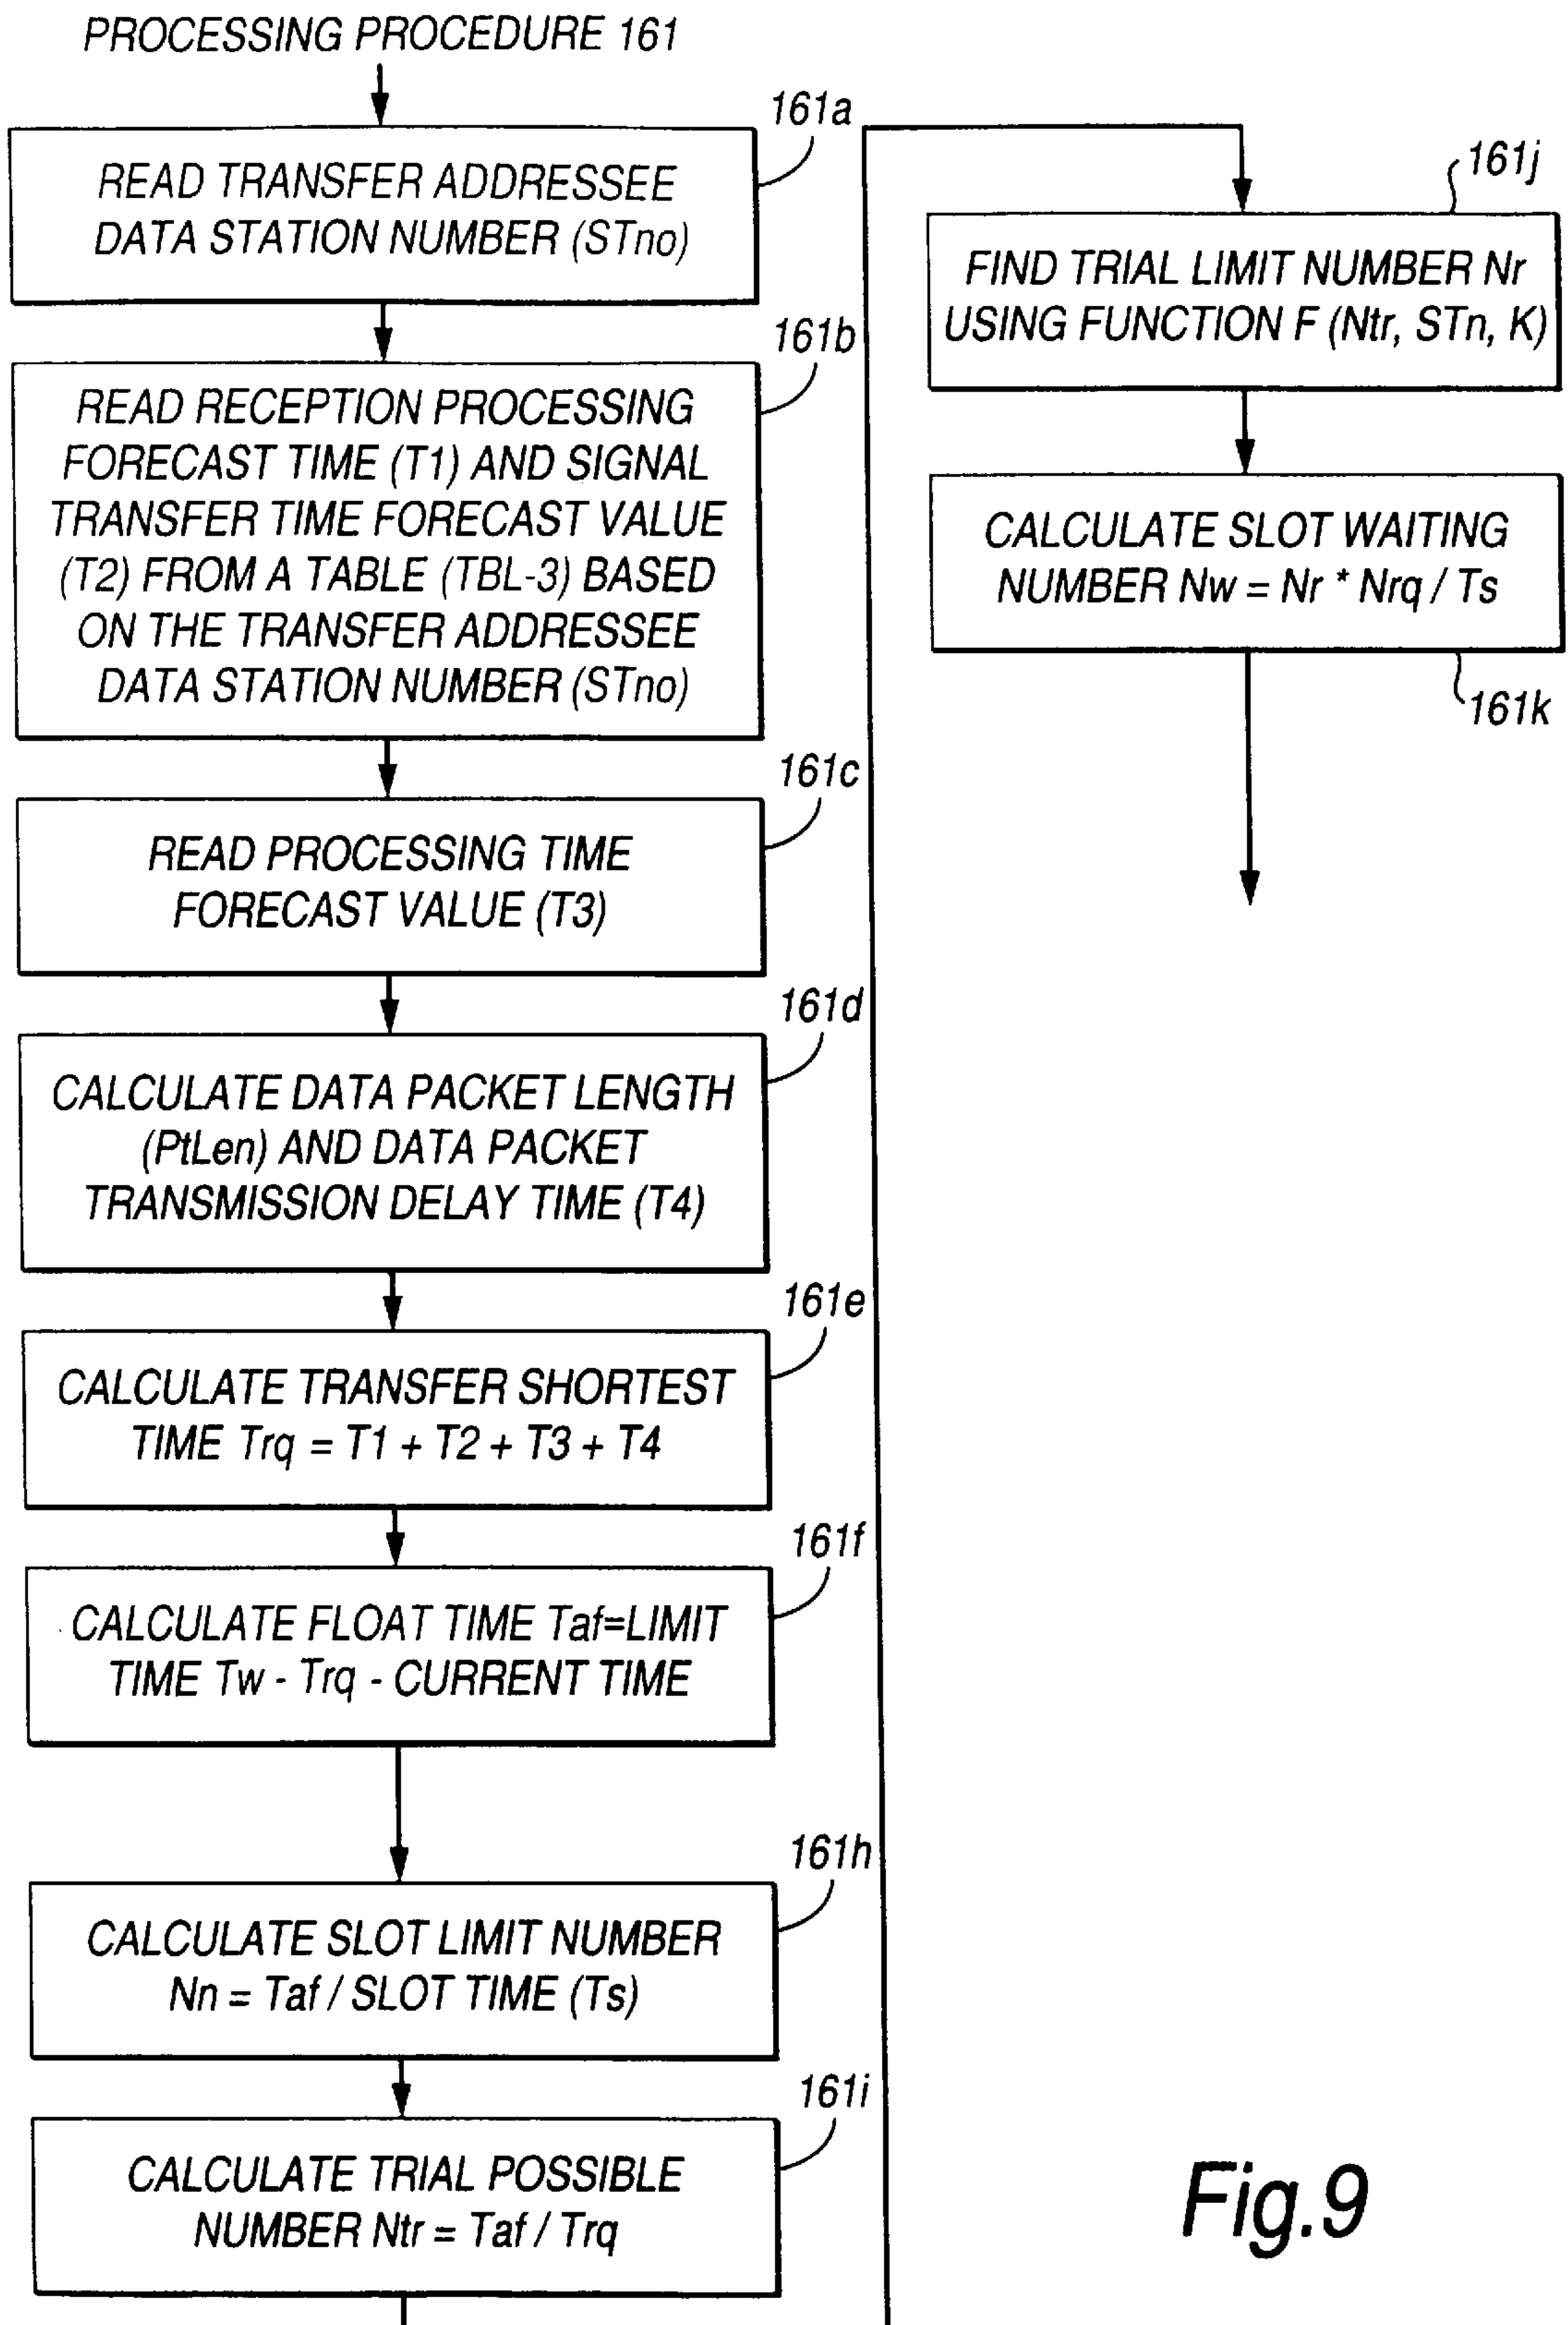 PROCESSING PROCEDURE 161
161a
READ TRANSFER ADDRESSEE
DATA STATION NUMBER (STno)
161b
READ RECEPTION PROCESSING
FORECAST TIME (T1) AND SIGNAL
TRANSFER TIME FORECAST VALUE
(T2) FROM A TABLE (TBL-3) BASED
ON THE TRANSFER ADDRESSEE
DATA STATION NUMBER (STno)
161c
READ PROCESSING TIME
FORECAST VALUE (T3)
161d
CALCULATE DATA PACKET LENGTH
(PtLen) AND DATA PACKET
TRANSMISSION DELAY TIME (T4)
161e
CALCULATE TRANSFER SHORTEST
TIME Trq = T1 + T2 + T3 + T4
161f
CALCULATE FLOAT TIME Taf=LIMIT
TIME Tw - Trq - CURRENT TIME
161h
CALCULATE SLOT LIMIT NUMBER
Nn = Taf / SLOT TIME (Ts)
161i
CALCULATE TRIAL POSSIBLE
NUMBER Ntr = Taf / Trq
161j
FIND TRIAL LIMIT NUMBER Nr
USING FUNCTION F (Ntr, STn, K)
CALCULATE SLOT WAITING
NUMBER Nw = Nr * Nrq / Ts
161k
Fig.9